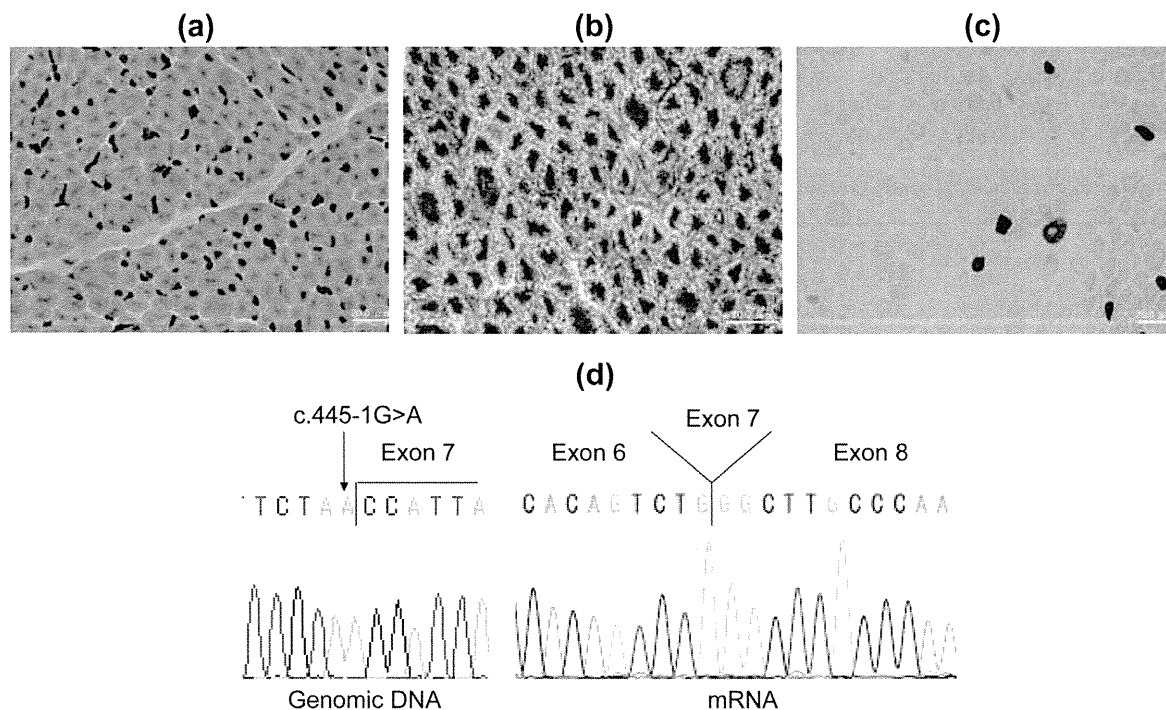 (a)
(b)
(c)
(d)
c.445-1G>A
Exon 7
Exon 7
Exon 6
Exon 8
TCTAACCATTA
CACAGTCTGGGCTTGCCCAA
Genomic DNA
mRNA